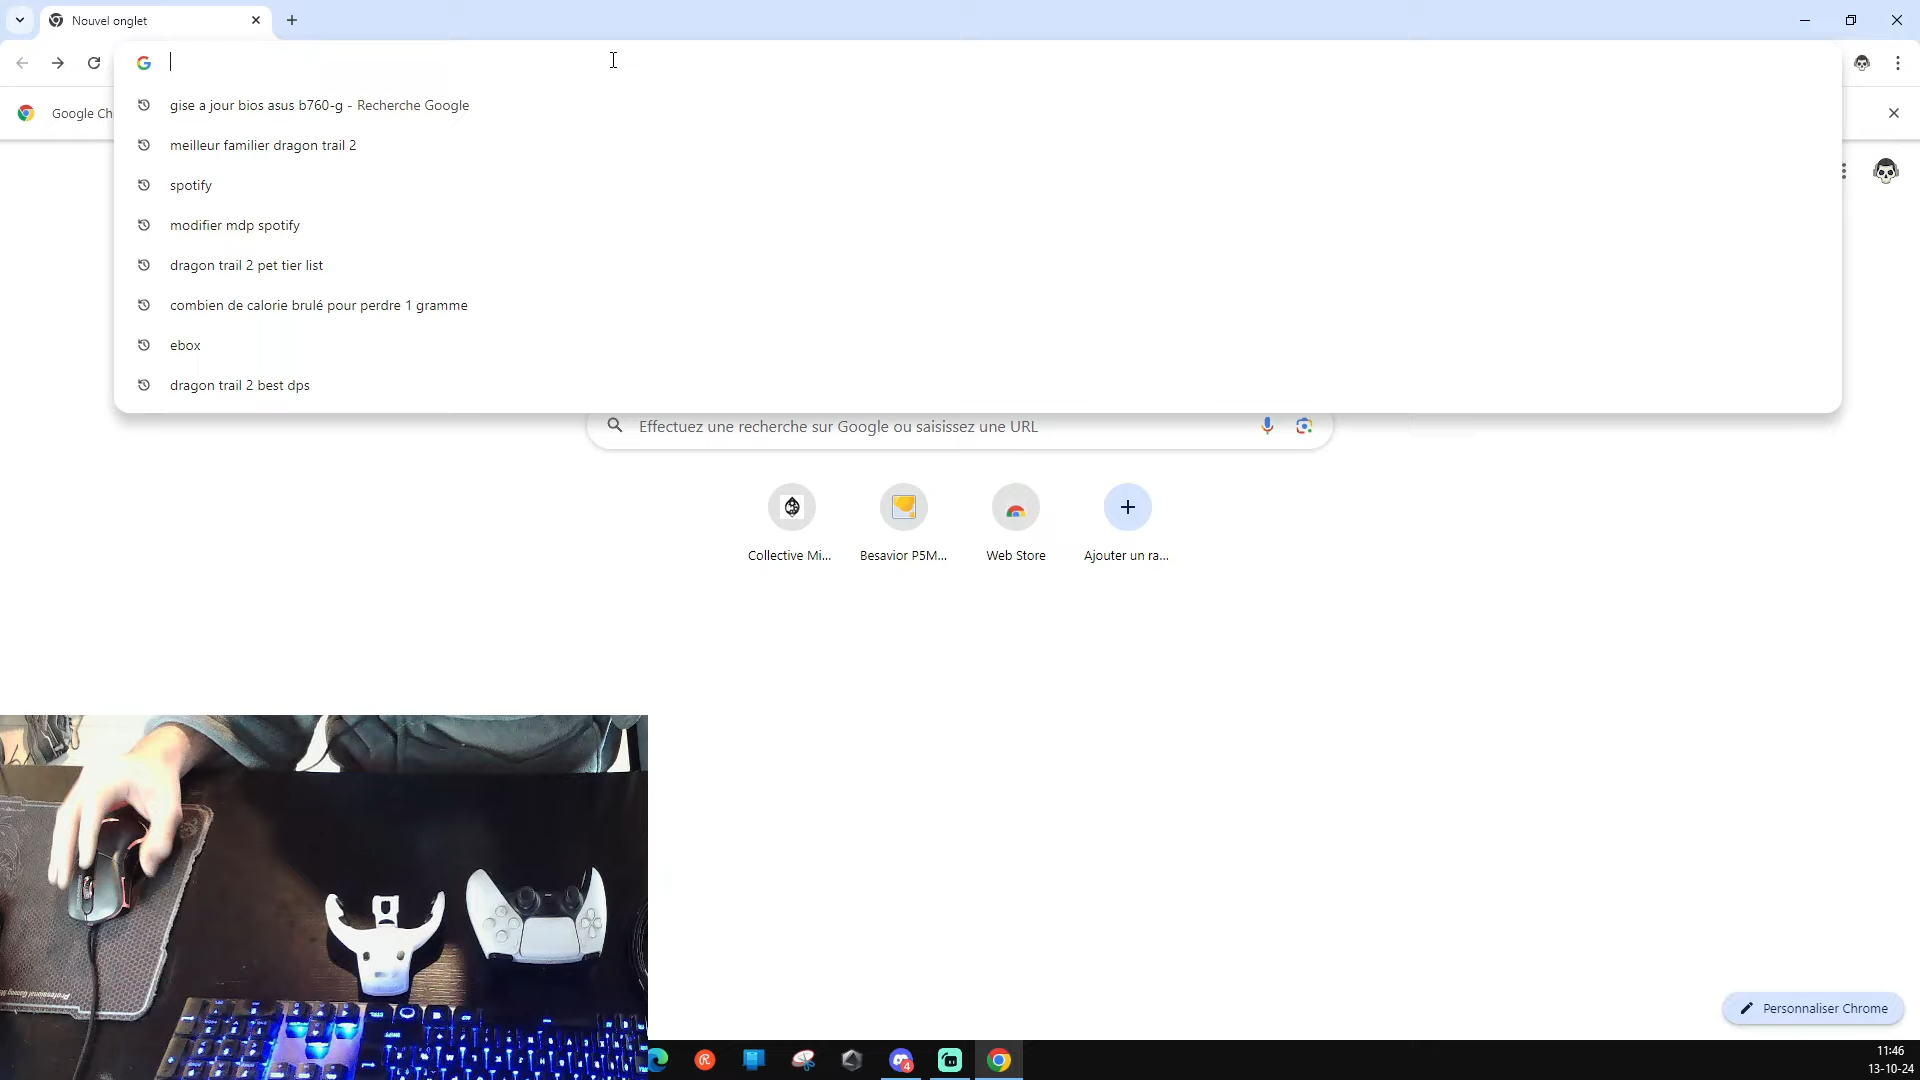 Nouvel onglet
Google Ch
gise a jour bios asus b760-g - Recherche Google
meilleur familier dragon trail 2
spotify
modifier mdp spotify
dragon trail 2 pet tier list
combien de calorie brulé pour perdre 1 gramme
ebox
dragon trail 2 best dps
Effectuez une recherche sur Google ou saisissez une URL
Collective Mi...
Besavior P5M...
Web Store
Ajouter un ra...
Personnaliser Chrome
4
11:46
13-10-24